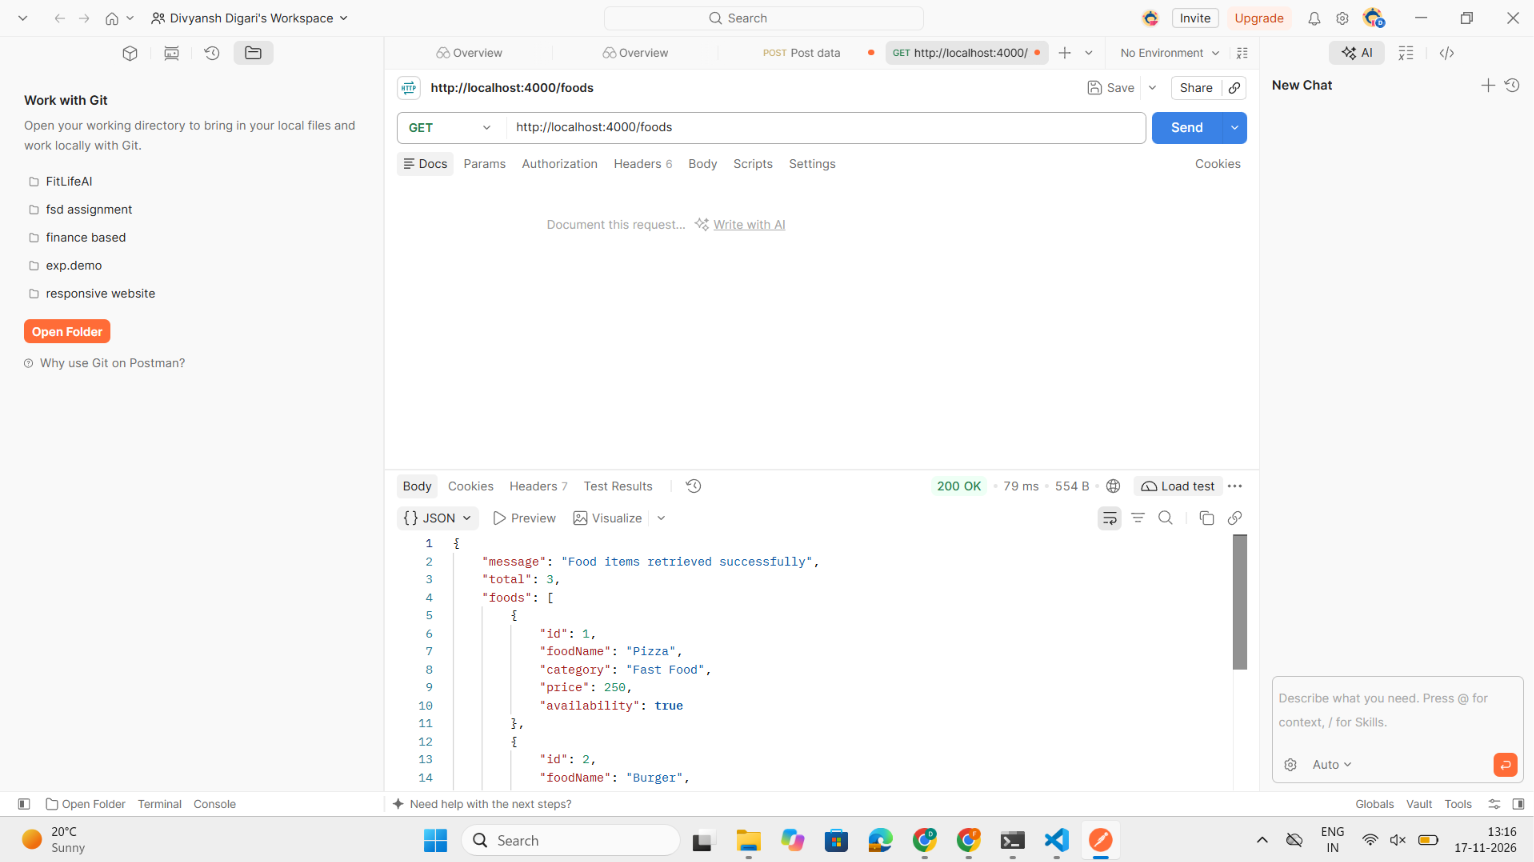 Divyansh Digari's Workspace
Search
Invite
Upgrade
Overview
Overview
POST Post data
GET http://localhost:4000/
No Environment
AI
Work with Git
Open your working directory to bring in your local files and
work locally with Git.
FitLifeAI
fsd assignment
finance based
exp.demo
responsive website
Open Folder
Why use Git on Postman?
HTTP
http://localhost:4000/foods
Save
Share
GET
http://localhost:4000/foods
Send
Docs
Params
Authorization
Headers 6
Body
Scripts
Settings
Cookies
Document this request...
Write with AI
Body
Cookies
Headers 7
Test Results
200 OK
79 ms
554 B
Load test
{} JSON
Preview
Visualize
1 {
2 "message": "Food items retrieved successfully",
3 "total": 3,
4 "foods": [
5 {
6 "id": 1,
7 "foodName": "Pizza",
8 "category": "Fast Food",
9 "price": 250,
10 "availability": true
11 },
12 {
13 "id": 2,
14 "foodName": "Burger",
New Chat
Describe what you need. Press @ for
context, / for Skills.
Auto
Open Folder
Terminal
Console
Need help with the next steps?
Globals
Vault
Tools
20°C
Sunny
Search
ENG
IN
13:16
17-11-2026